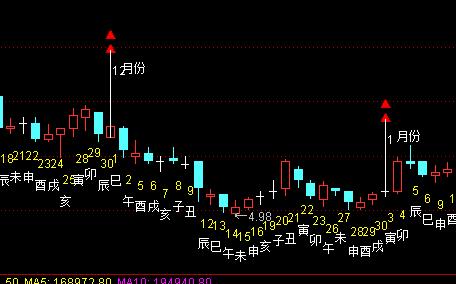 12月份
1 月份
18 21 22 23 24 25 28 29 30 1 2 5 6 7 8 9 12 13 14 15 16 19 20 21 22 23 26 27 28 29 30 3 4 5 6 9 1
辰 未 申 酉 戌 亥 寅 卯 辰 巳 午 酉 戌 亥 子 丑 辰 巳 午 未 申 亥 子 丑 寅 卯 午 未 申 酉 戌 寅 卯 辰 巳 申 酉
←4.98
50 MA5: 168972.80 MA10: 194940.80